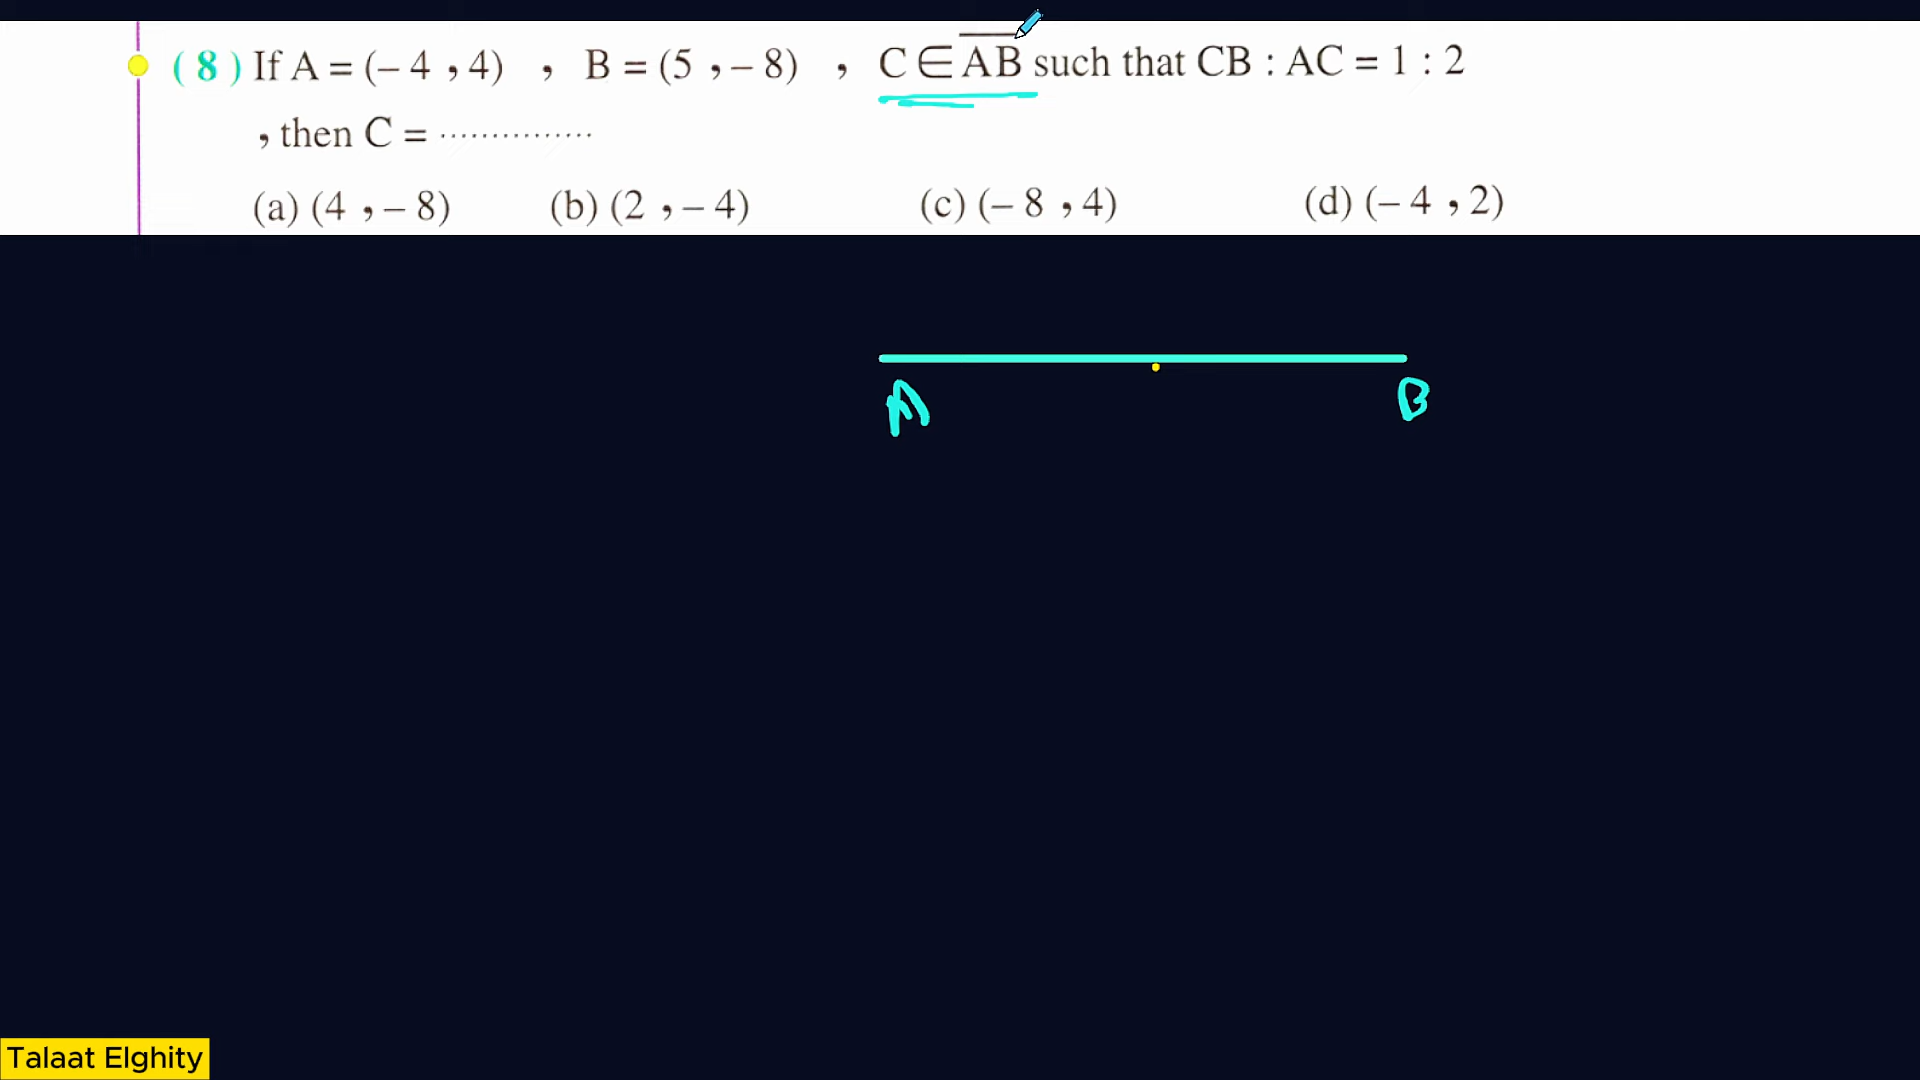 ( 8 ) If A = (– 4 , 4) , B = (5 , – 8) , C ∈ \overline{AB} such that CB : AC = 1 : 2
, then C = ...............
(a) (4 , – 8) (b) (2 , – 4) (c) (– 8 , 4) (d) (– 4 , 2)
A B
Talaat Elghity